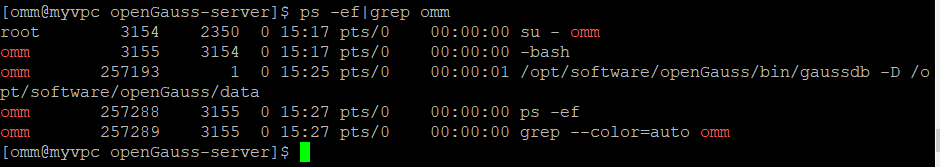 [omm@myvpc openGauss-server]$ ps -ef|grep omm
root        3154    2350  0 15:17 pts/0    00:00:00 su - omm
omm         3155    3154  0 15:17 pts/0    00:00:00 -bash
omm       257193       1  0 15:25 pts/0    00:00:01 /opt/software/openGauss/bin/gaussdb -D /o
pt/software/openGauss/data
omm       257288    3155  0 15:27 pts/0    00:00:00 ps -ef
omm       257289    3155  0 15:27 pts/0    00:00:00 grep --color=auto omm
[omm@myvpc openGauss-server]$